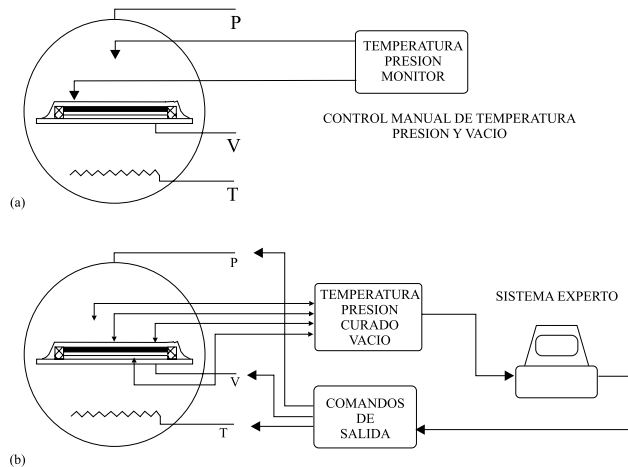 P
TEMPERATURA
PRESION
MONITOR
CONTROL MANUAL DE TEMPERATURA
PRESION Y VACIO
V
T
(a)
P
TEMPERATURA
PRESION
CURADO
VACIO
SISTEMA EXPERTO
V
COMANDOS
DE
SALIDA
T
(b)